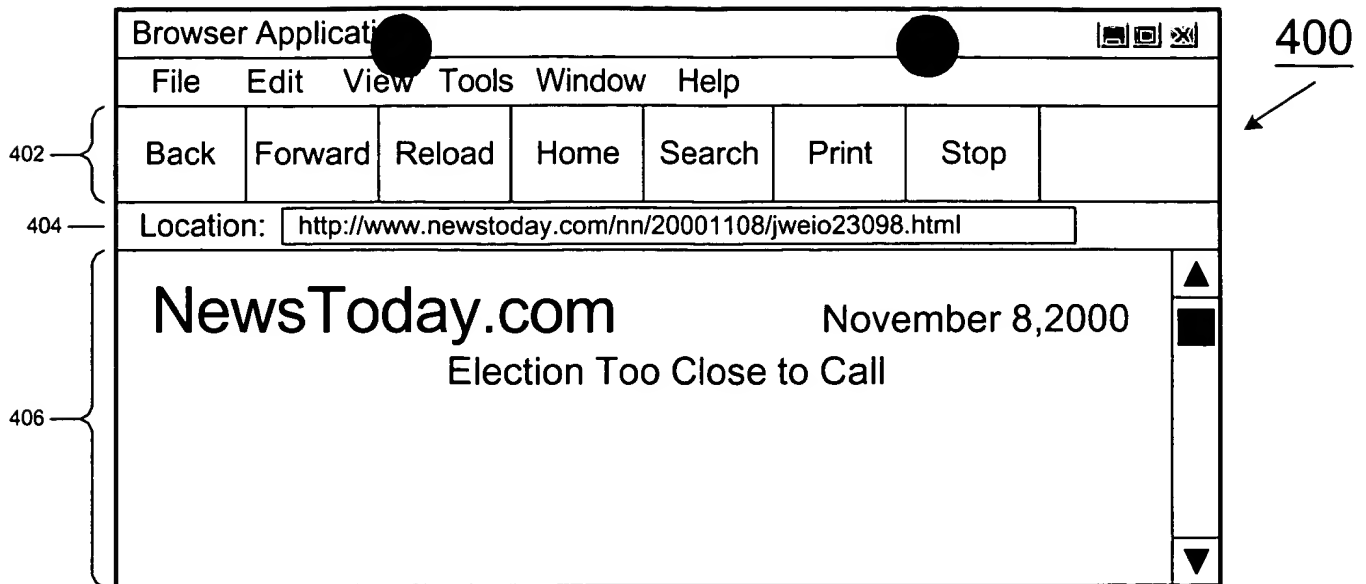 Browser Applicati
400
File Edit View Tools Window Help
402
Back Forward Reload Home Search Print Stop
404
Location: http://www.newstoday.com/nn/20001108/jweio23098.html
NewsToday.com November 8,2000
Election Too Close to Call
406